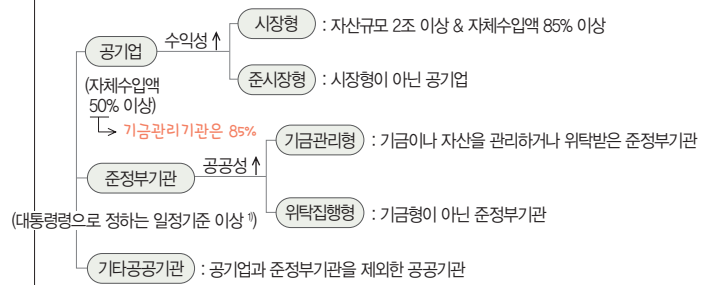 시장형 : 자산규모 2조 이상 & 자체수입액 85% 이상
공기업 수익성↑
(자체수입액
50% 이상)
준시장형 : 시장형이 아닌 공기업
기금관리기관은 85%
기금관리형 : 기금이나 자산을 관리하거나 위탁받은 준정부기관
준정부기관 공공성↑
(대통령령으로 정하는 일정기준 이상 1))
위탁집행형 : 기금형이 아닌 준정부기관
기타공공기관 : 공기업과 준정부기관을 제외한 공공기관